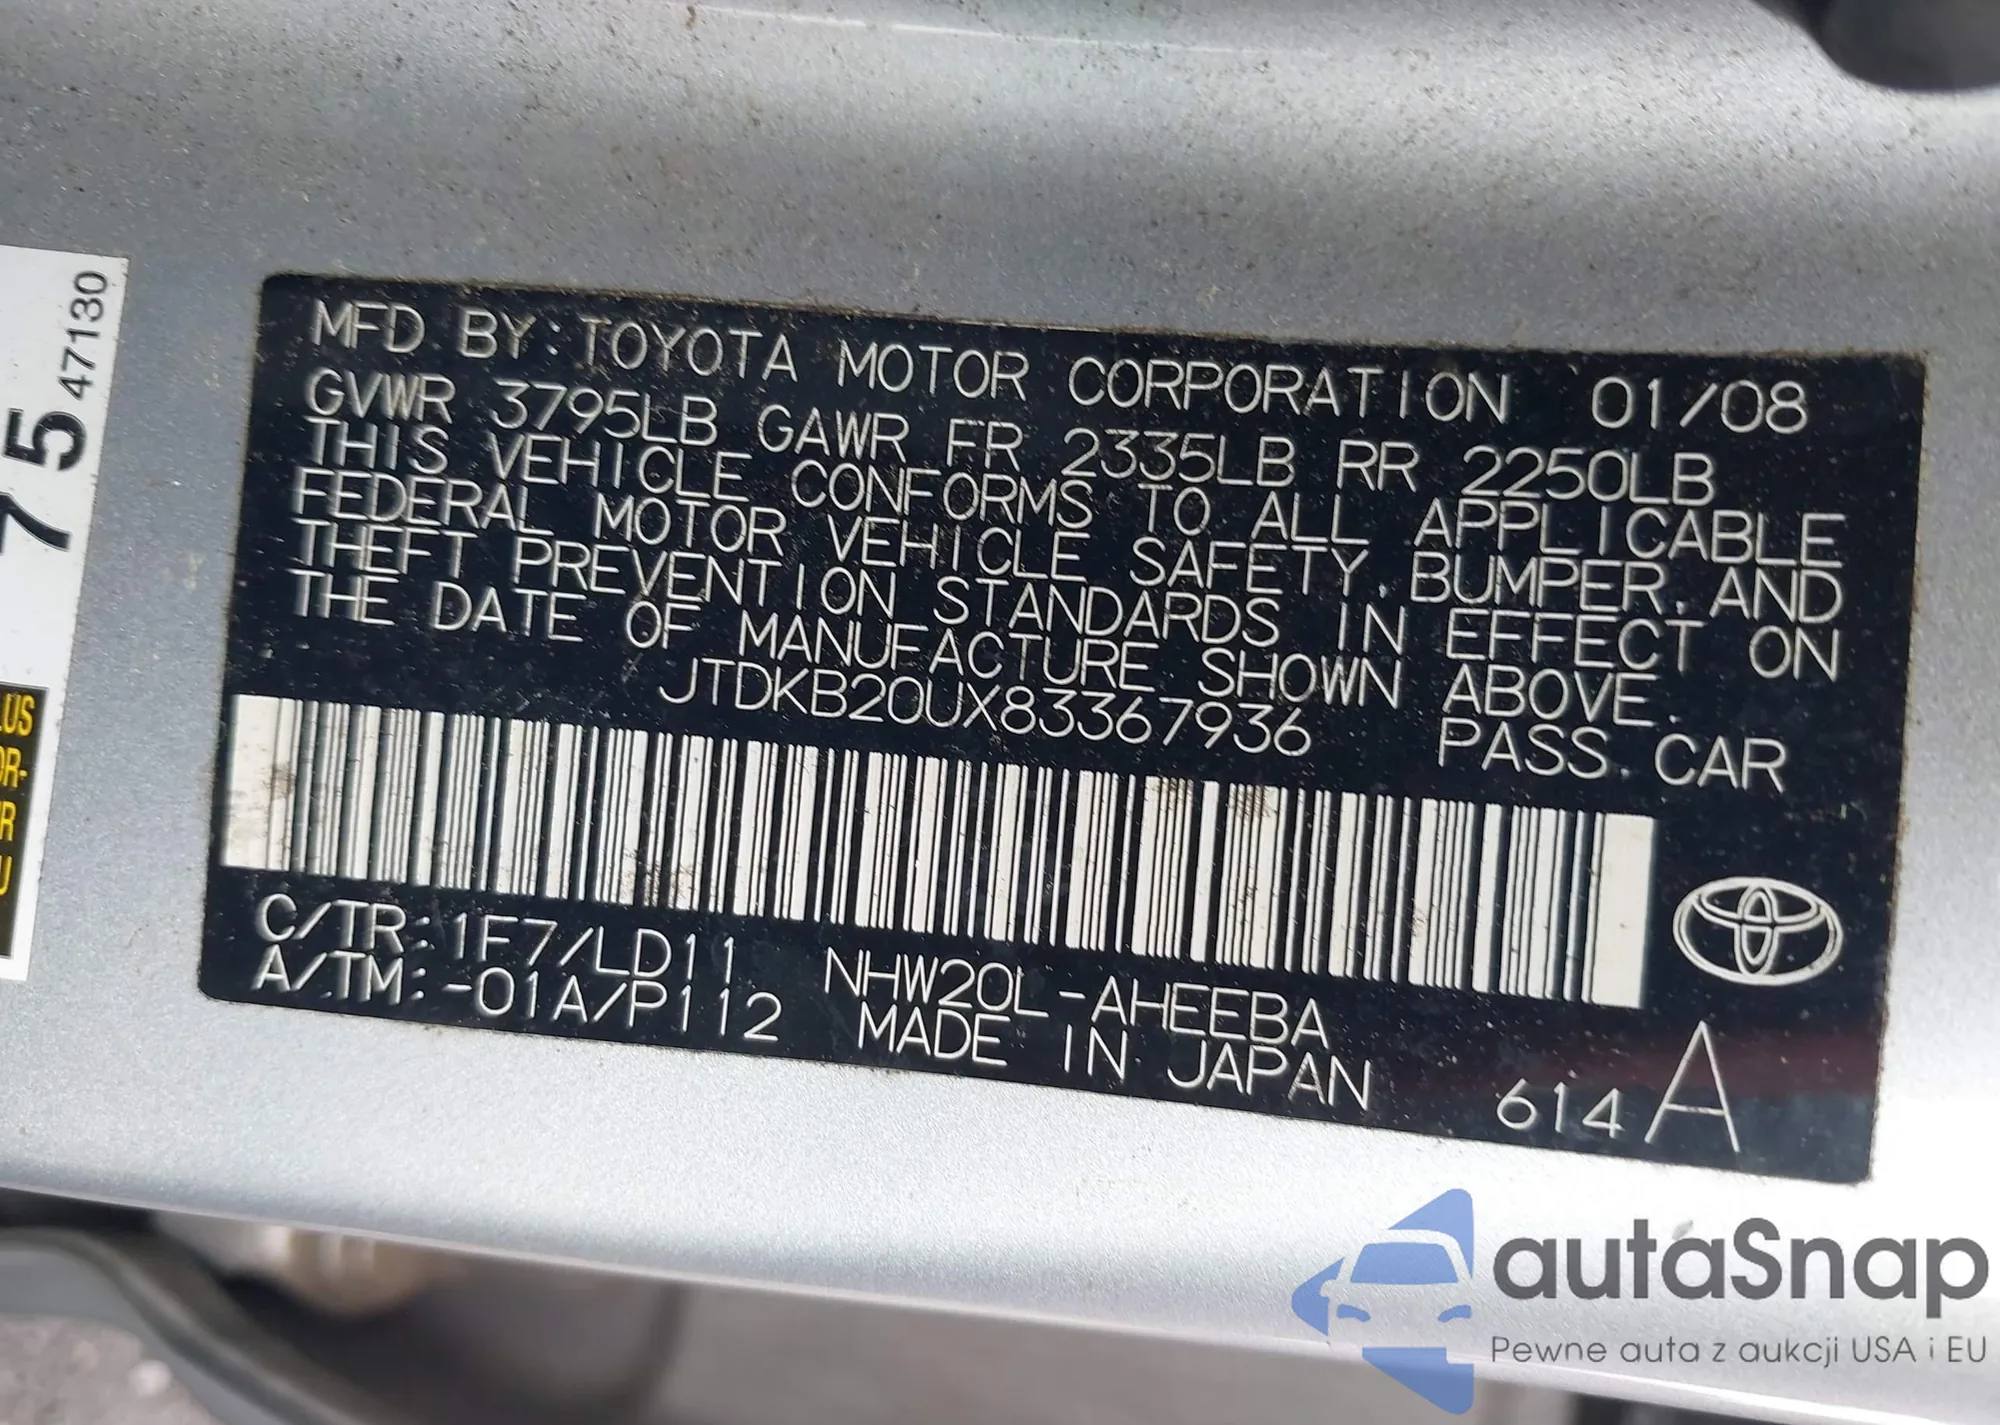 47130
75
LUS
OR-
R
U
MFD BY:TOYOTA MOTOR CORPORATION 01/08
GVWR 3795LB GAWR FR 2335LB RR 2250LB
THIS VEHICLE CONFORMS TO ALL APPLICABLE
FEDERAL MOTOR VEHICLE SAFETY,BUMPER,AND
THEFT PREVENTION STANDARDS IN EFFECT ON
THE DATE OF MANUFACTURE SHOWN ABOVE.
JTDKB20UX83367936 PASS.CAR
C/TR:1F7/LD11 NHW20L-AHEEBA
A/TM:-01A/P112 MADE IN JAPAN 614 A
autaSnap
Pewne auta z aukcji USA i EU